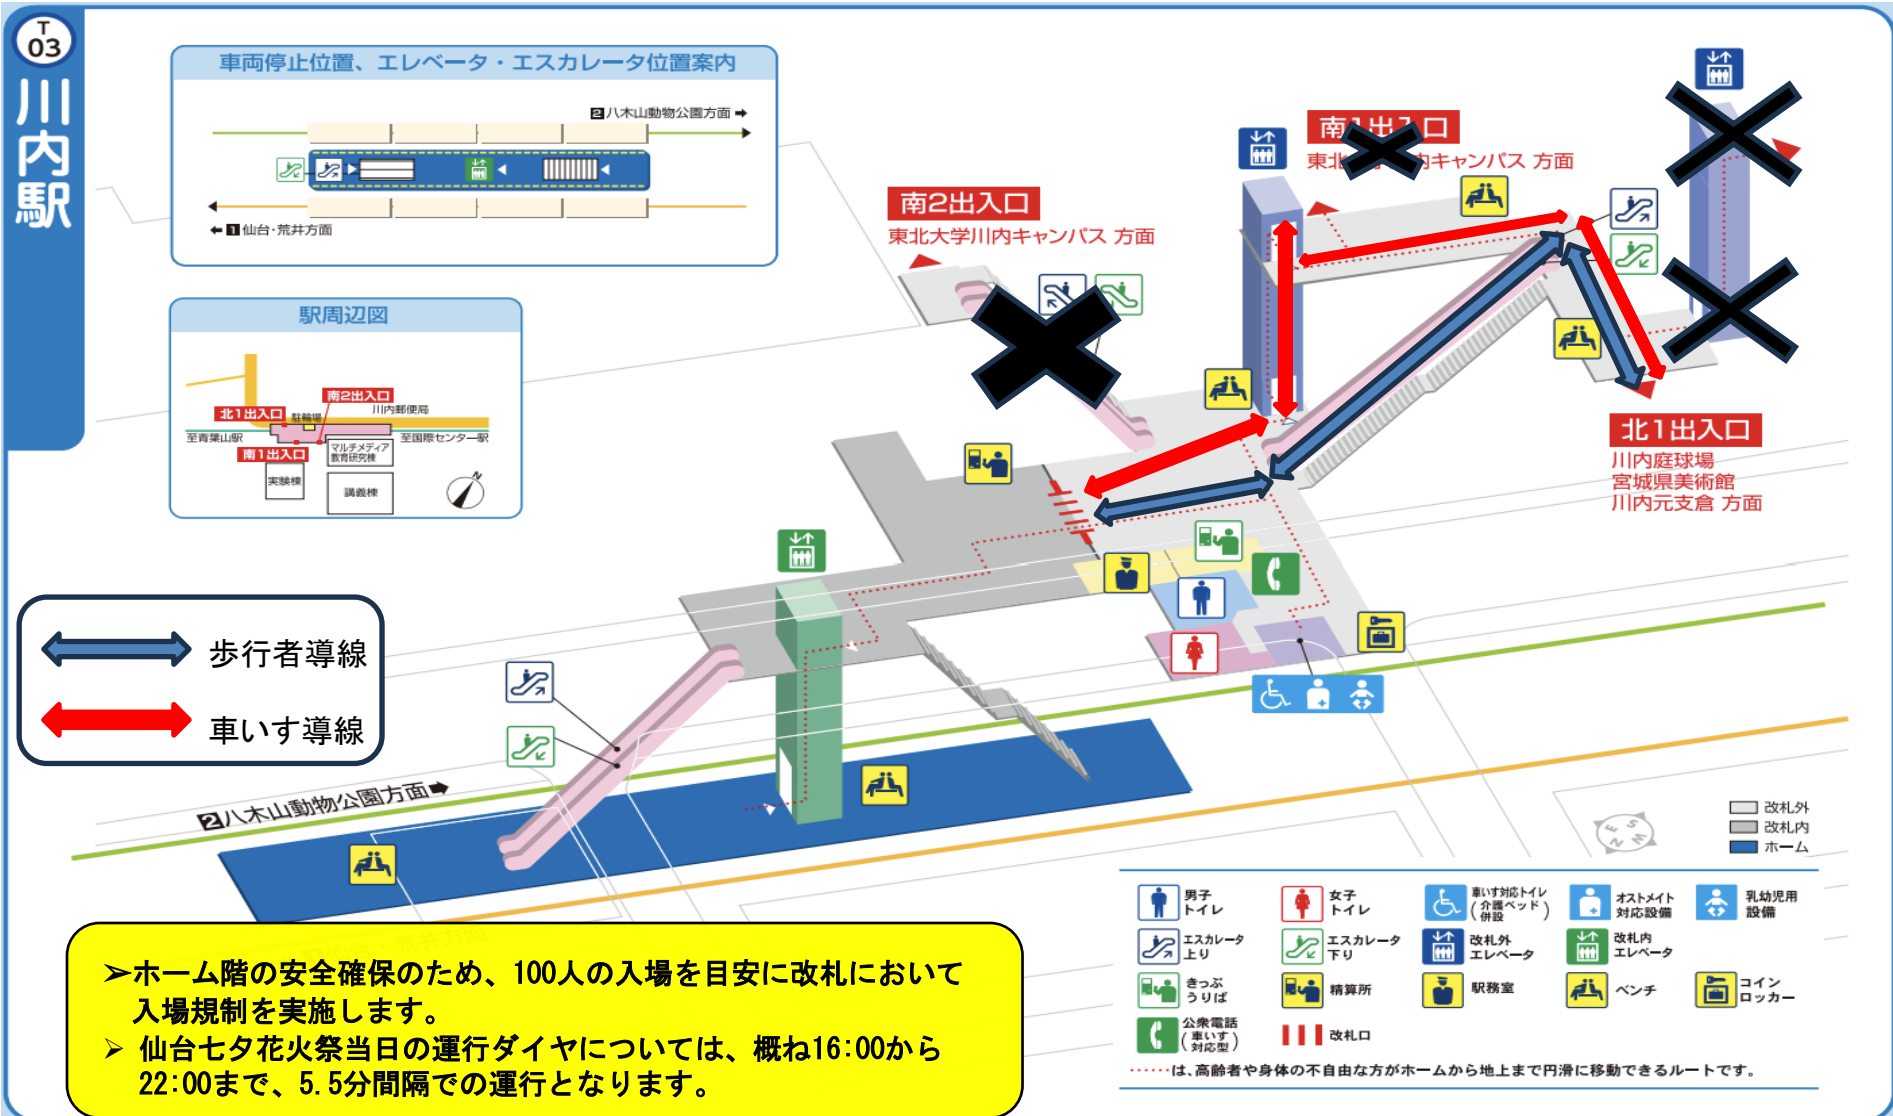 T
03
川内駅
車両停止位置、エレベータ・エスカレータ位置案内
2八木山動物公園方面➡
⬅1仙台・荒井方面
駅周辺図
南2出入口
北1出入口
駐輪場
川内郵便局
至青葉山駅
至国際センター駅
南1出入口
マルチメディア
教育研究棟
実験棟
講義棟
N
南2出入口
東北大学川内キャンパス 方面
南1出入口
東北
内キャンパス 方面
北1出入口
川内庭球場
宮城県美術館
川内元支倉 方面
歩行者導線
車いす導線
2八木山動物公園方面➡
1仙台・荒井方面
S
E
W
N
改札外
改札内
ホーム
➢ホーム階の安全確保のため、100人の入場を目安に改札において
入場規制を実施します。
➢ 仙台七夕花火祭当日の運行ダイヤについては、概ね16:00から
22:00まで、5.5分間隔での運行となります。
男子
トイレ
女子
トイレ
車いす対応トイレ
(介護ベッド)
併設
オストメイト
対応設備
乳幼児用
設備
エスカレータ
上り
エスカレータ
下り
改札外
エレベータ
改札内
エレベータ
きっぷ
うりば
精算所
駅務室
ベンチ
コイン
ロッカー
公衆電話
(車いす)
対応型
改札口
······は、高齢者や身体の不自由な方がホームから地上まで円滑に移動できるルートです。